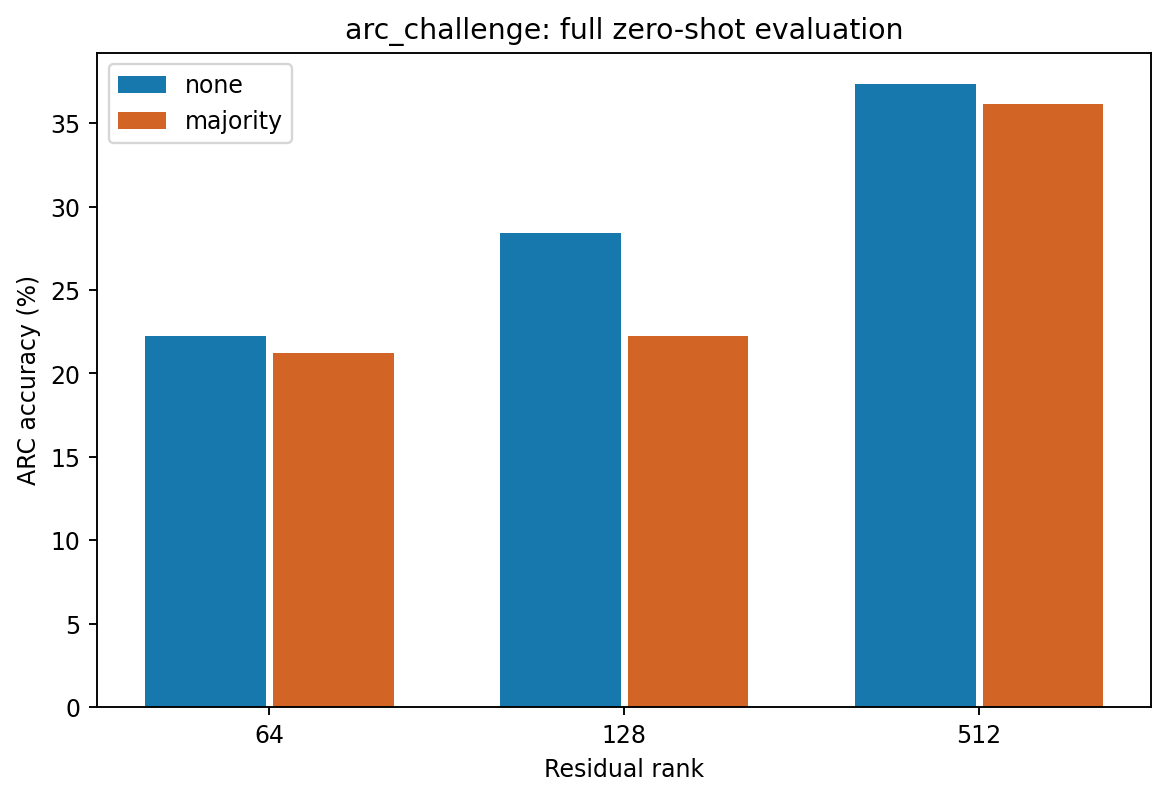 arc_challenge: full zero-shot evaluation
none
majority
ARC accuracy (%)
35
30
25
20
15
10
5
0
64 128 512
Residual rank